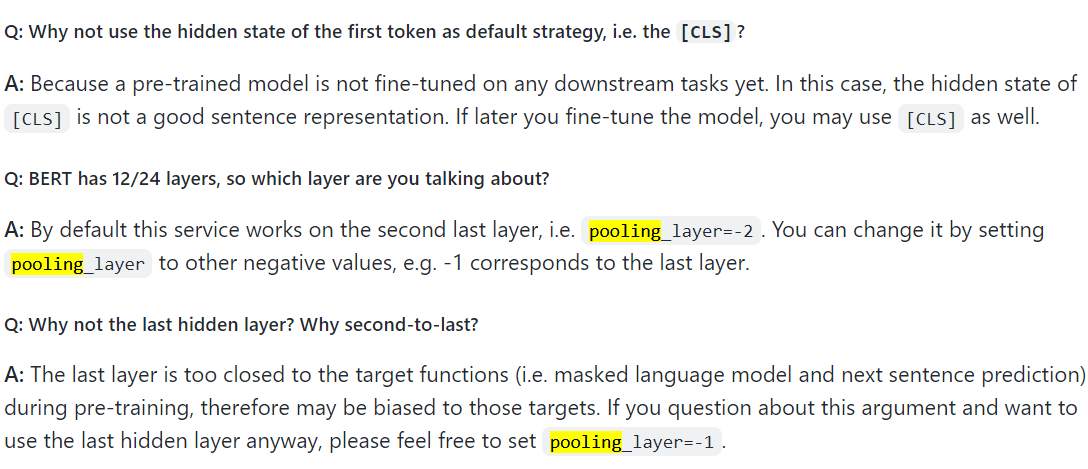 Q: Why not use the hidden state of the first token as default strategy, i.e. the [CLS]?
A: Because a pre-trained model is not fine-tuned on any downstream tasks yet. In this case, the hidden state of
[CLS] is not a good sentence representation. If later you fine-tune the model, you may use [CLS] as well.
Q: BERT has 12/24 layers, so which layer are you talking about?
A: By default this service works on the second last layer, i.e. pooling_layer=-2. You can change it by setting
pooling_layer to other negative values, e.g. -1 corresponds to the last layer.
Q: Why not the last hidden layer? Why second-to-last?
A: The last layer is too closed to the target functions (i.e. masked language model and next sentence prediction)
during pre-training, therefore may be biased to those targets. If you question about this argument and want to
use the last hidden layer anyway, please feel free to set pooling_layer=-1.